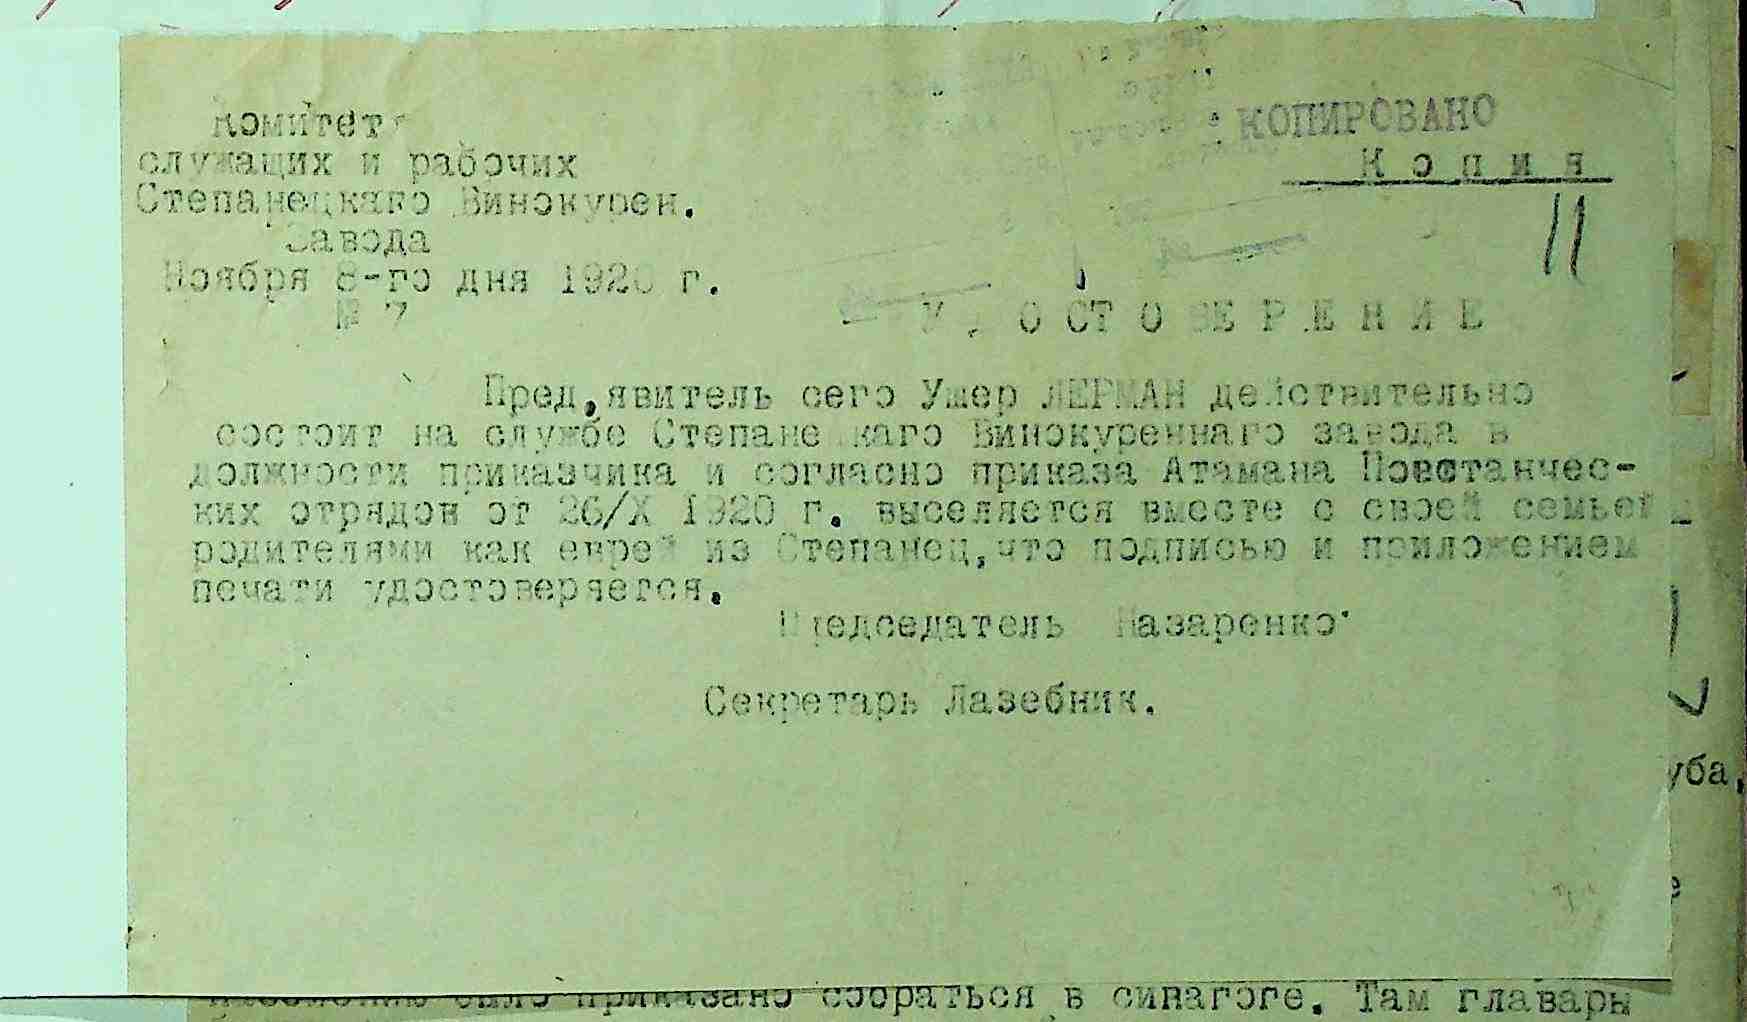 Комитет
служащих и рабочих
Степанецкаго Винокурен.
Завода
Ноября 8-го дня 1920 г.
№ 7
КОПИРОВАНО
К о п и я
11
У Д О С Т О В Е Р Е Н И Е
Пред,явитель сего Ушер ЛЕРМАН действительно
состоит на службе Степанецкаго Винокуреннаго завода в
должности приказчика и согласно приказа Атамана Повстанчес-
ких отрядов от 26/X 1920 г. выселяется вместе с своей семьей
родителями как еврей из Степанец,что подписью и приложением
печати удостоверяется.
Председатель Назаренко
Секретарь Лазебник.
уба,
е
было приказано собраться в синагоге. Там главары